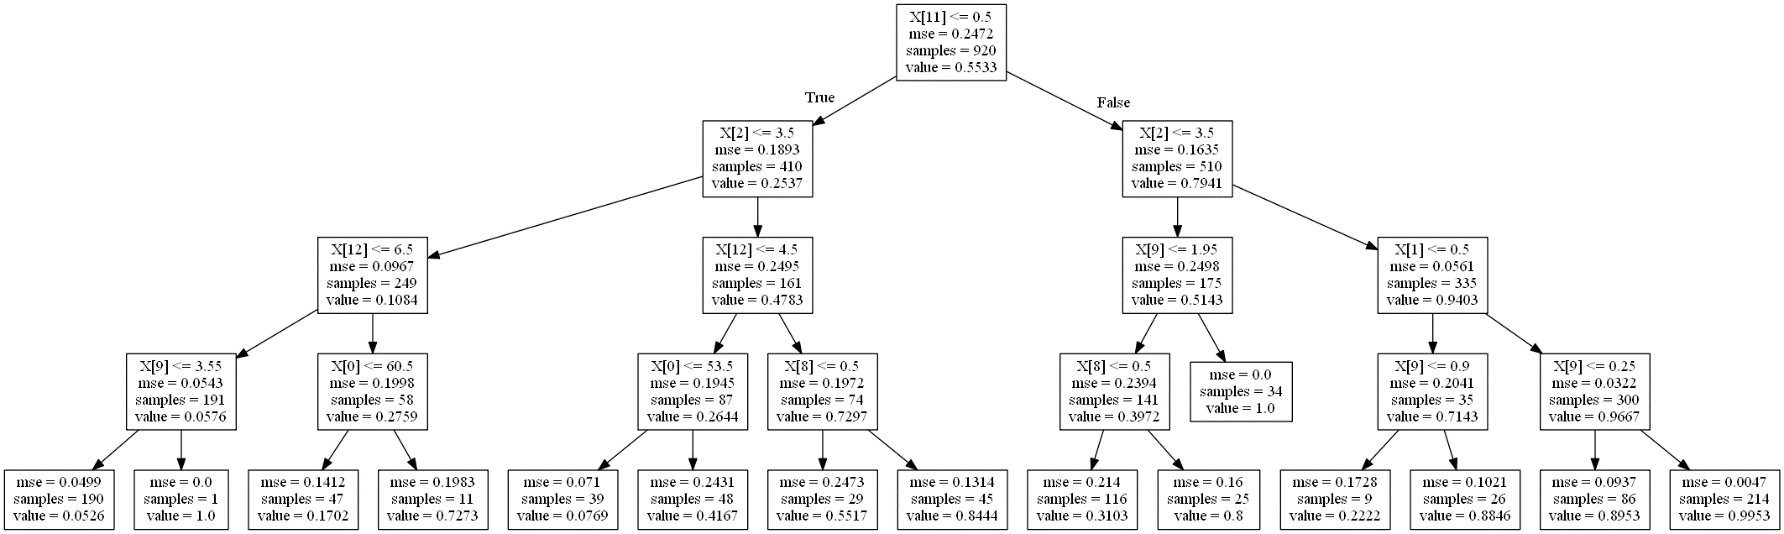 X[11] <= 0.5
mse = 0.2472
samples = 920
value = 0.5533
True
False
X[2] <= 3.5
mse = 0.1893
samples = 410
value = 0.2537
X[2] <= 3.5
mse = 0.1635
samples = 510
value = 0.7941
X[12] <= 6.5
mse = 0.0967
samples = 249
value = 0.1084
X[12] <= 4.5
mse = 0.2495
samples = 161
value = 0.4783
X[9] <= 1.95
mse = 0.2498
samples = 175
value = 0.5143
X[1] <= 0.5
mse = 0.0561
samples = 335
value = 0.9403
X[9] <= 3.55
mse = 0.0543
samples = 191
value = 0.0576
X[0] <= 60.5
mse = 0.1998
samples = 58
value = 0.2759
X[0] <= 53.5
mse = 0.1945
samples = 87
value = 0.2644
X[8] <= 0.5
mse = 0.1972
samples = 74
value = 0.7297
X[8] <= 0.5
mse = 0.2394
samples = 141
value = 0.3972
mse = 0.0
samples = 34
value = 1.0
X[9] <= 0.9
mse = 0.2041
samples = 35
value = 0.7143
X[9] <= 0.25
mse = 0.0322
samples = 300
value = 0.9667
mse = 0.0499
samples = 190
value = 0.0526
mse = 0.0
samples = 1
value = 1.0
mse = 0.1412
samples = 47
value = 0.1702
mse = 0.1983
samples = 11
value = 0.7273
mse = 0.071
samples = 39
value = 0.0769
mse = 0.2431
samples = 48
value = 0.4167
mse = 0.2473
samples = 29
value = 0.5517
mse = 0.1314
samples = 45
value = 0.8444
mse = 0.214
samples = 116
value = 0.3103
mse = 0.16
samples = 25
value = 0.8
mse = 0.1728
samples = 9
value = 0.2222
mse = 0.1021
samples = 26
value = 0.8846
mse = 0.0937
samples = 86
value = 0.8953
mse = 0.0047
samples = 214
value = 0.9953